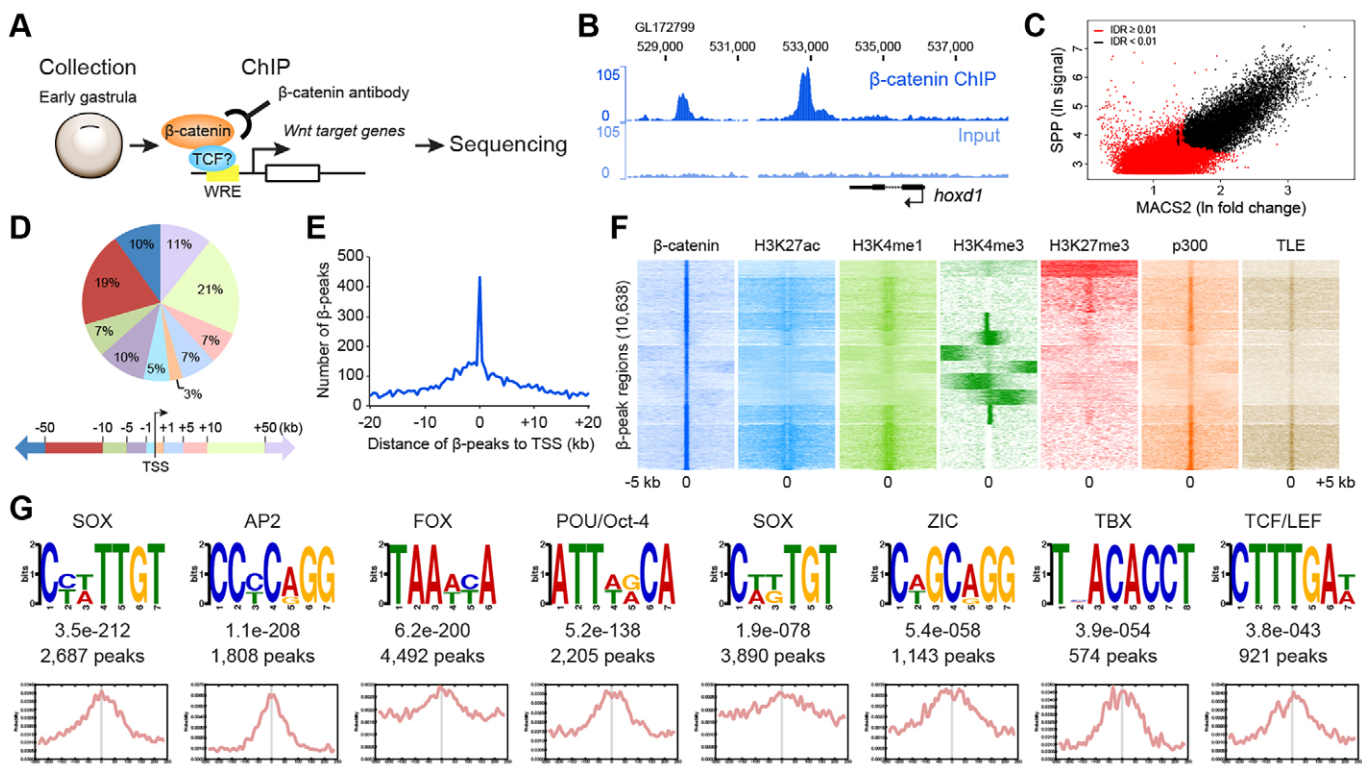 A
Collection
Early gastrula
ChIP
β-catenin antibody
β-catenin
Wnt target genes
TCF?
WRE
Sequencing
B
GL172799
529,000 531,000 533,000 535,000 537,000
105
β-catenin ChIP
0
105
Input
0
hoxd1
C
IDR ≥ 0.01
IDR < 0.01
SPP (ln signal)
7
6
5
4
3
1 2 3
MACS2 (ln fold change)
D
10% 11%
19% 21%
7% 7%
10% 5% 7%
3%
-50 -10 -5 -1 +1 +5 +10 +50 (kb)
TSS
E
Number of β-peaks
500
400
300
200
100
0
-20 -10 0 +10 +20
Distance of β-peaks to TSS (kb)
F
β-catenin H3K27ac H3K4me1 H3K4me3 H3K27me3 p300 TLE
β-peak regions (10,638)
-5 kb 0 0 0 0 0 0 0 +5 kb
G
SOX AP2 FOX POU/Oct-4 SOX ZIC TBX TCF/LEF
3.5e-212 1.1e-208 6.2e-200 5.2e-138 1.9e-078 5.4e-058 3.9e-054 3.8e-043
2,687 peaks 1,808 peaks 4,492 peaks 2,205 peaks 3,890 peaks 1,143 peaks 574 peaks 921 peaks